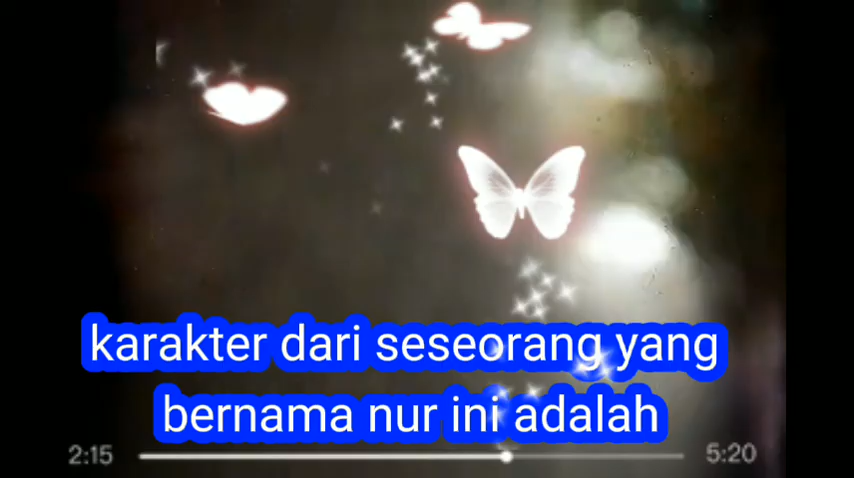 karakter dari seseorang yang
bernama nur ini adalah
2:15 5:20